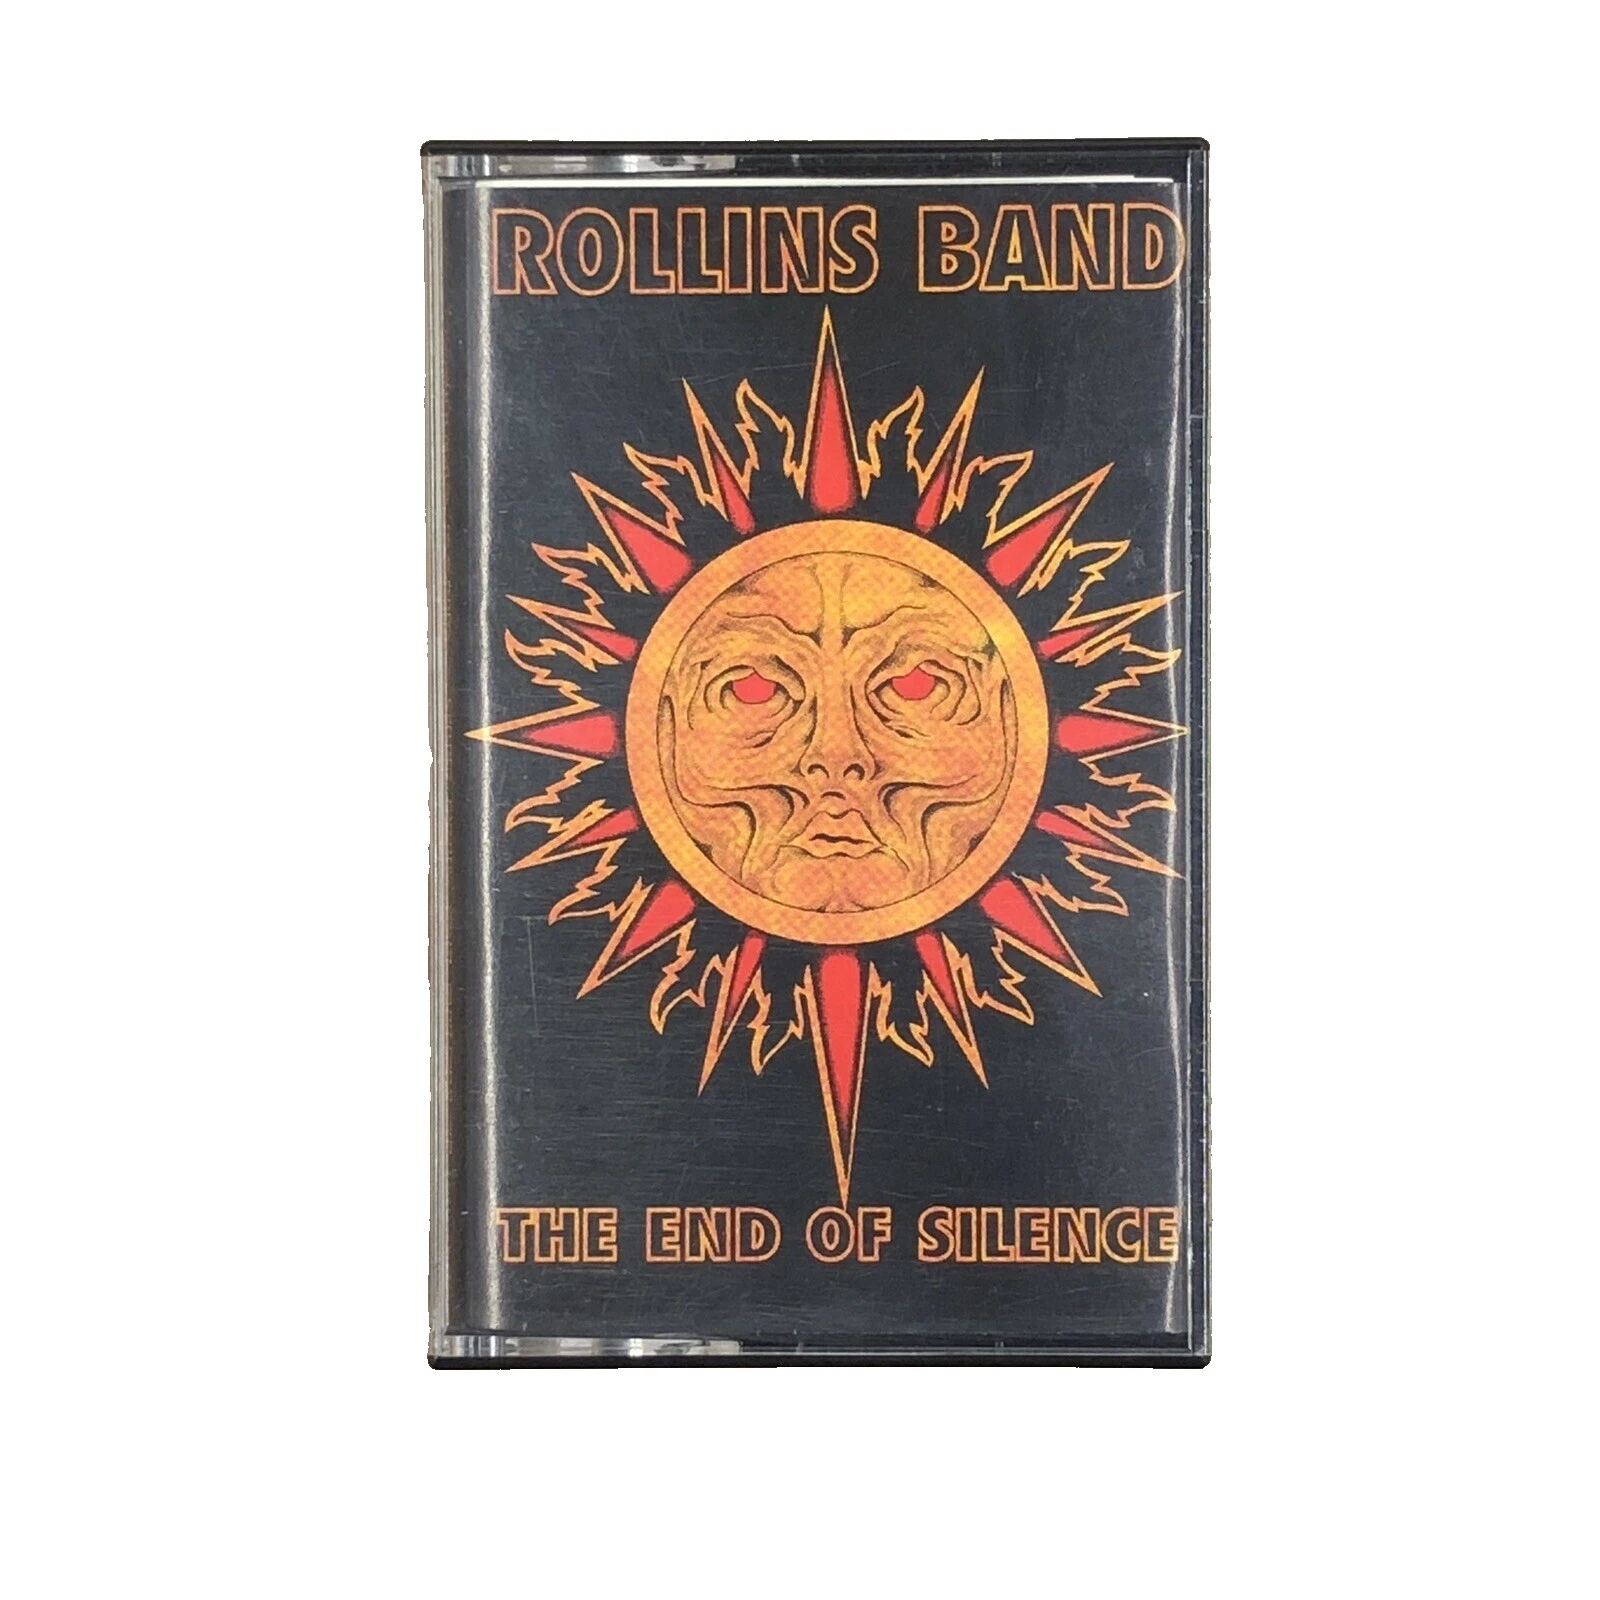 ROLLINS BAND
THE END OF SILENCE